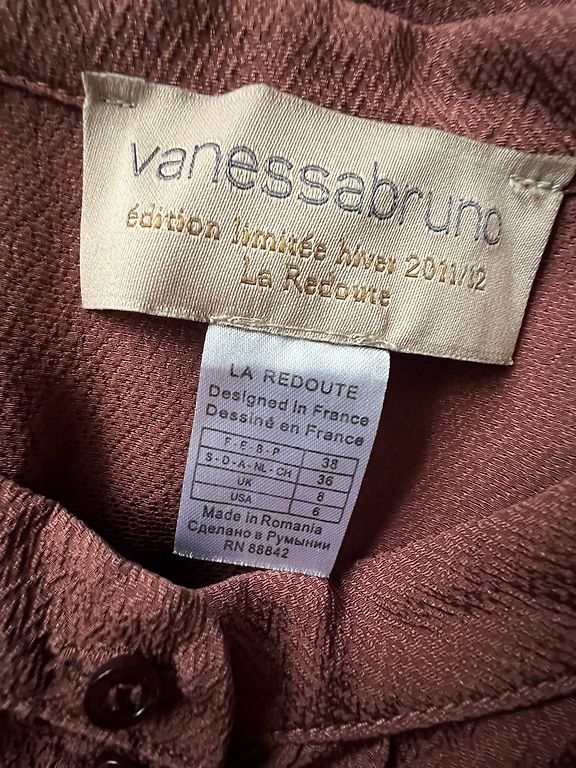 vanessabruno
édition limitée hiver 2011/12
La Redoute
LA REDOUTE
Designed in France
Dessiné en France
F - E - B - P 38
S - D - A - NL - CH 36
UK 8
USA 6
Made in Romania
Сделано в Румынии
RN 88842